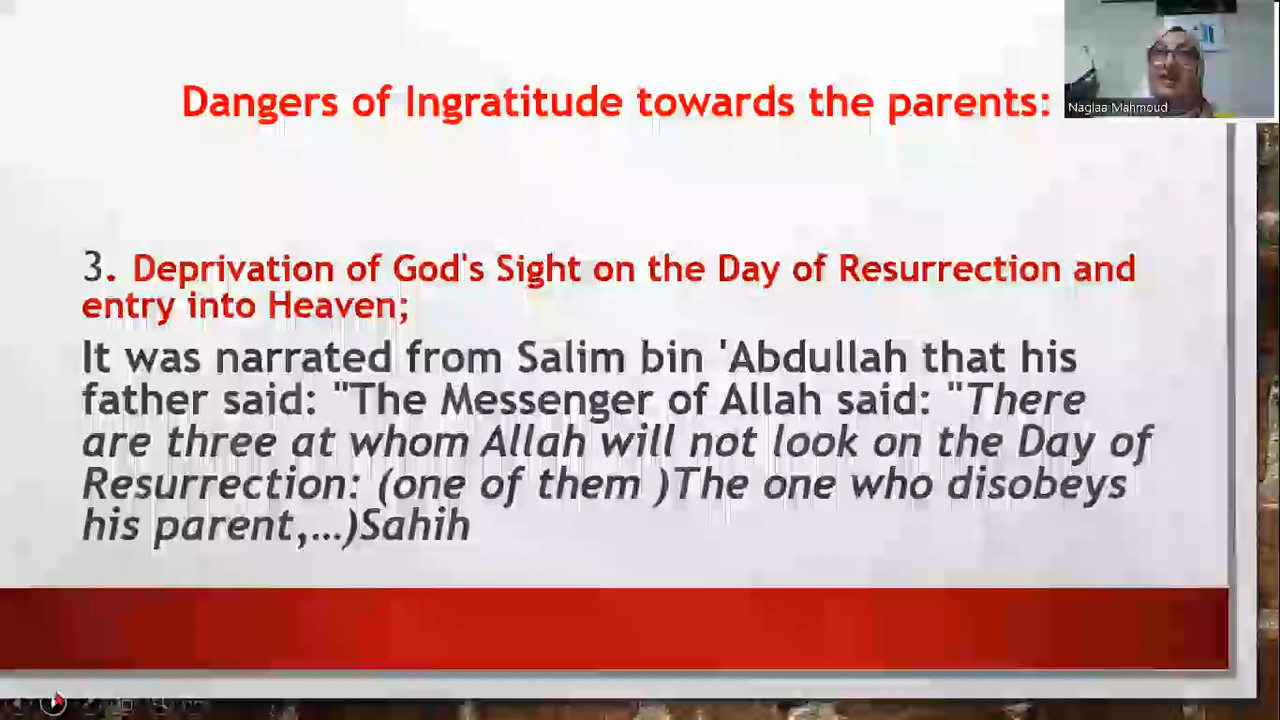 Dangers of Ingratitude towards the parents:
Naglaa Mahmoud
3. Deprivation of God's Sight on the Day of Resurrection and
entry into Heaven;
It was narrated from Salim bin 'Abdullah that his
father said: "The Messenger of Allah said: "There
are three at whom Allah will not look on the Day of
Resurrection: (one of them )The one who disobeys
his parent,…)Sahih